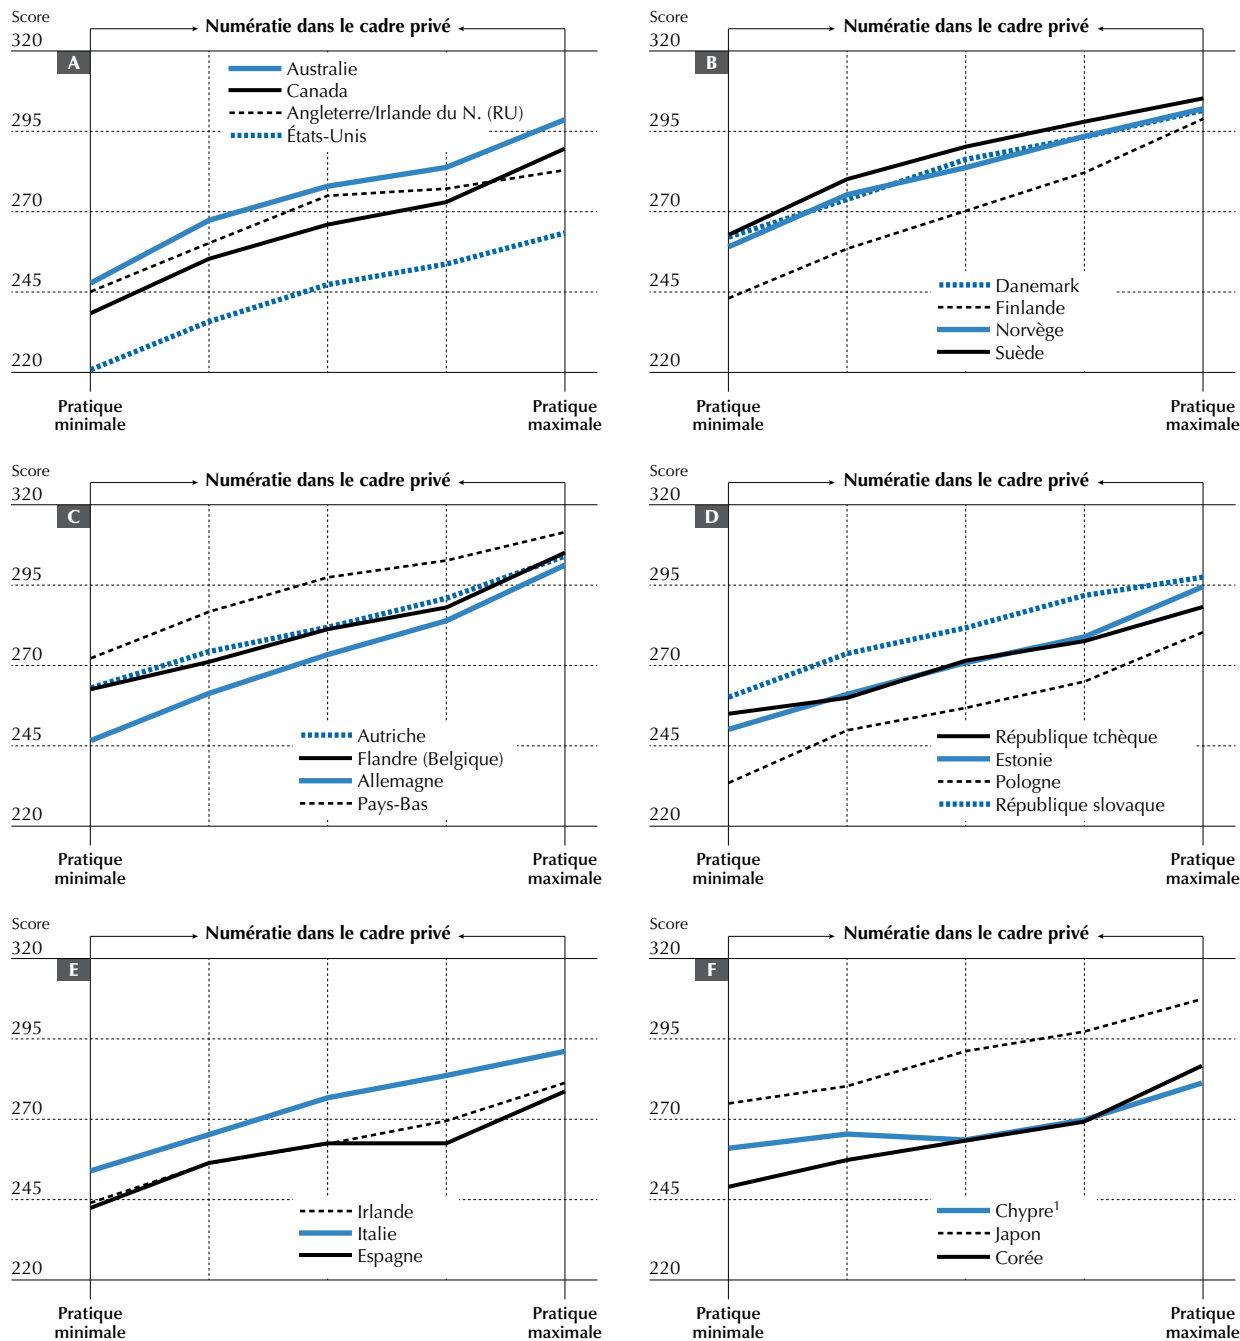 Score
Numératie dans le cadre privé
320
A
Australie
Canada
Angleterre/Irlande du N. (RU)
États-Unis
295
270
245
220
Pratique
minimale
Pratique
maximale
Score
Numératie dans le cadre privé
320
B
295
270
245
Danemark
Finlande
Norvège
Suède
220
Pratique
minimale
Pratique
maximale
Score
Numératie dans le cadre privé
320
C
295
270
245
Autriche
Flandre (Belgique)
Allemagne
Pays-Bas
220
Pratique
minimale
Pratique
maximale
Score
Numératie dans le cadre privé
320
D
295
270
245
République tchèque
Estonie
Pologne
République slovaque
220
Pratique
minimale
Pratique
maximale
Score
Numératie dans le cadre privé
320
E
295
270
245
Irlande
Italie
Espagne
220
Pratique
minimale
Pratique
maximale
Score
Numératie dans le cadre privé
320
F
295
270
245
Chypre¹
Japon
Corée
220
Pratique
minimale
Pratique
maximale